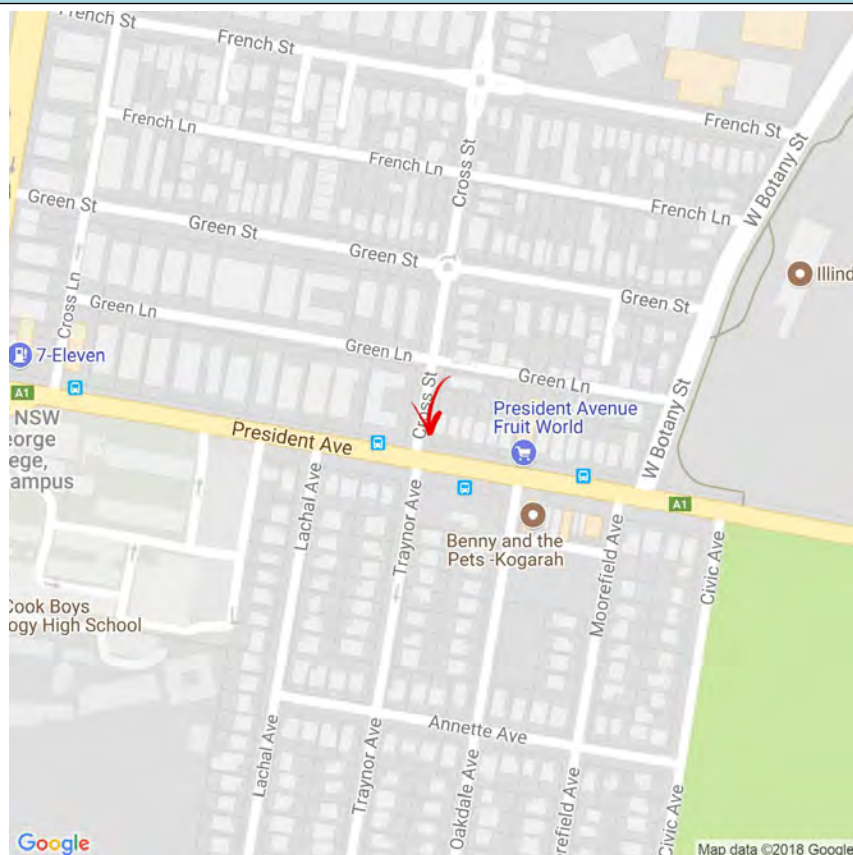 French St
French St
French St
French Ln
French Ln
French Ln
Cross St
W Botany St
Green St
Green St
Green St
Illind
Cross Ln
Green Ln
Green Ln
Green Ln
7-Eleven
A1
Cross St
President Avenue
Fruit World
W Botany St
NSW
eorge
ege,
ampus
President Ave
A1
Lachal Ave
Traynor Ave
Benny and the
Pets -Kogarah
Moorefield Ave
Civic Ave
Cook Boys
ogy High School
Annette Ave
Lachal Ave
Traynor Ave
Oakdale Ave
refield Ave
Civic Ave
Google
Map data ©2018 Google